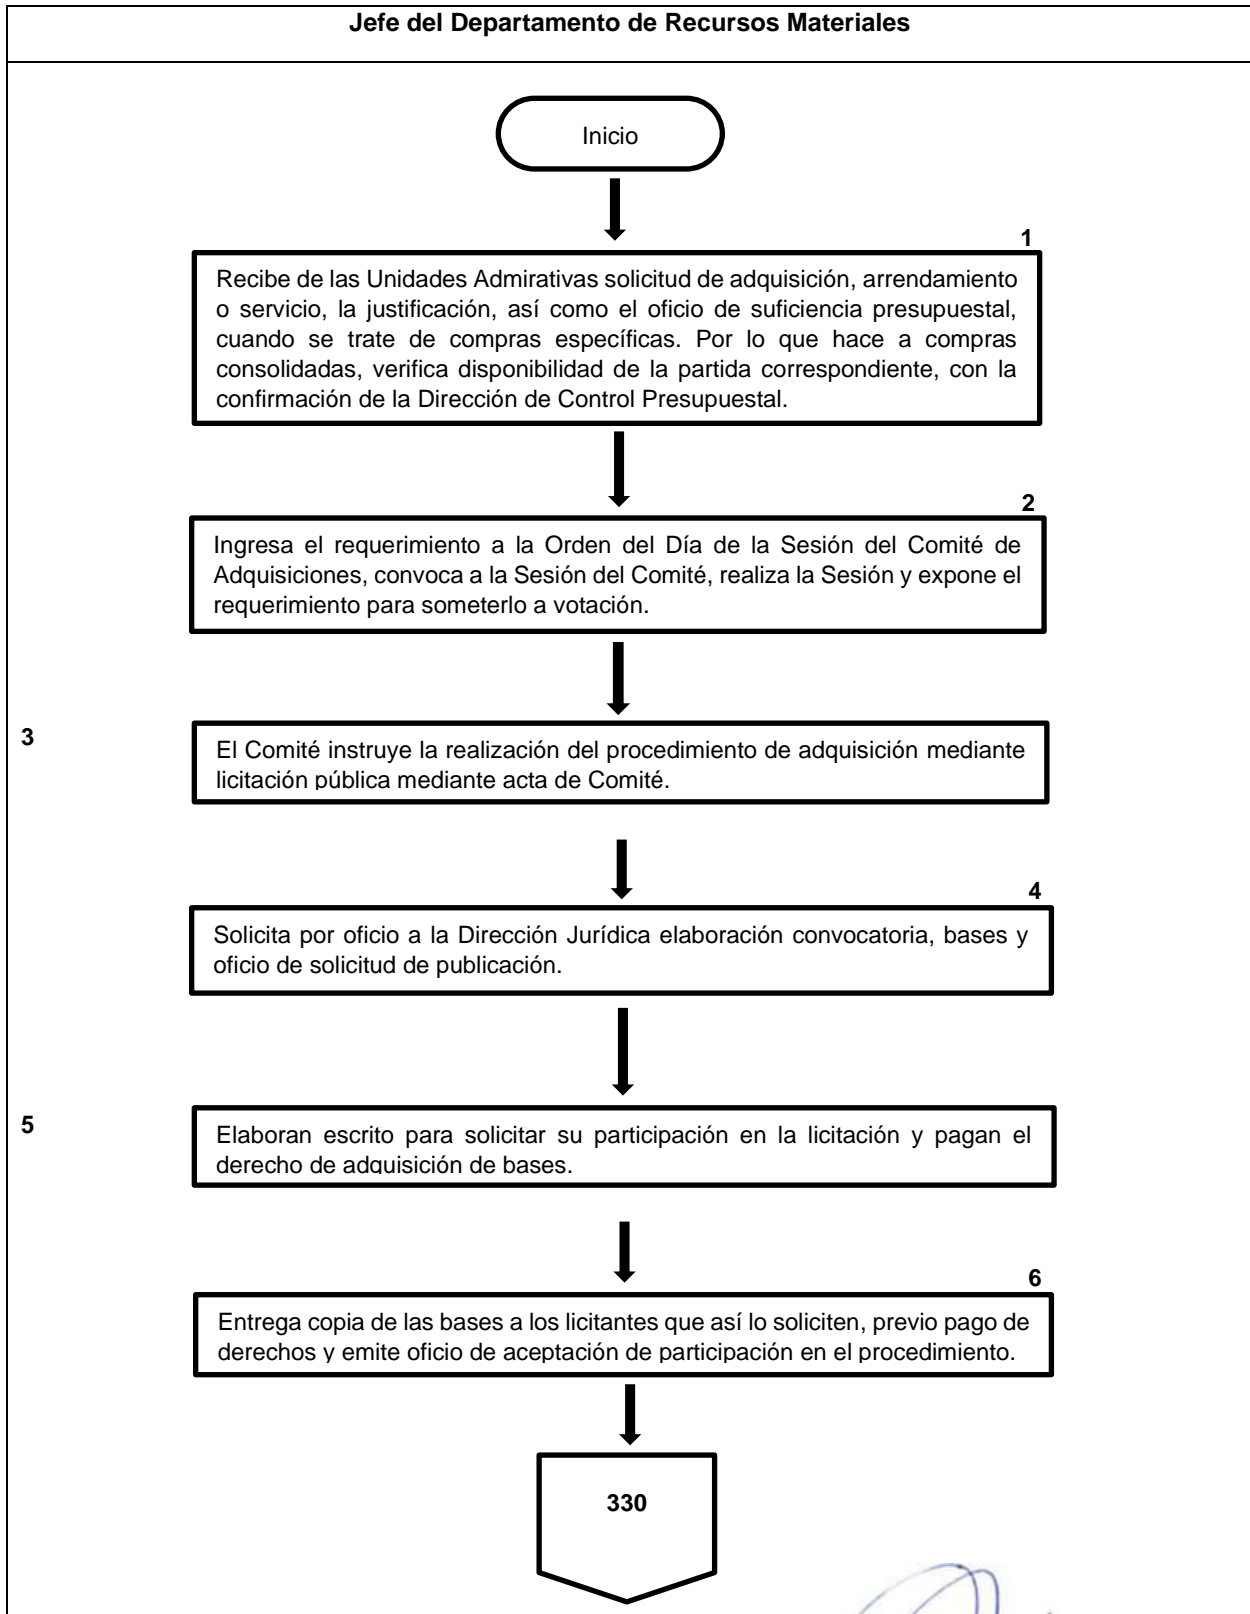 Jefe del Departamento de Recursos Materiales
Inicio
1
Recibe de las Unidades Admirativas solicitud de adquisición, arrendamiento
o servicio, la justificación, así como el oficio de suficiencia presupuestal,
cuando se trate de compras específicas. Por lo que hace a compras
consolidadas, verifica disponibilidad de la partida correspondiente, con la
confirmación de la Dirección de Control Presupuestal.
2
Ingresa el requerimiento a la Orden del Día de la Sesión del Comité de
Adquisiciones, convoca a la Sesión del Comité, realiza la Sesión y expone el
requerimiento para someterlo a votación.
3
El Comité instruye la realización del procedimiento de adquisición mediante
licitación pública mediante acta de Comité.
4
Solicita por oficio a la Dirección Jurídica elaboración convocatoria, bases y
oficio de solicitud de publicación.
5
Elaboran escrito para solicitar su participación en la licitación y pagan el
derecho de adquisición de bases.
6
Entrega copia de las bases a los licitantes que así lo soliciten, previo pago de
derechos y emite oficio de aceptación de participación en el procedimiento.
330